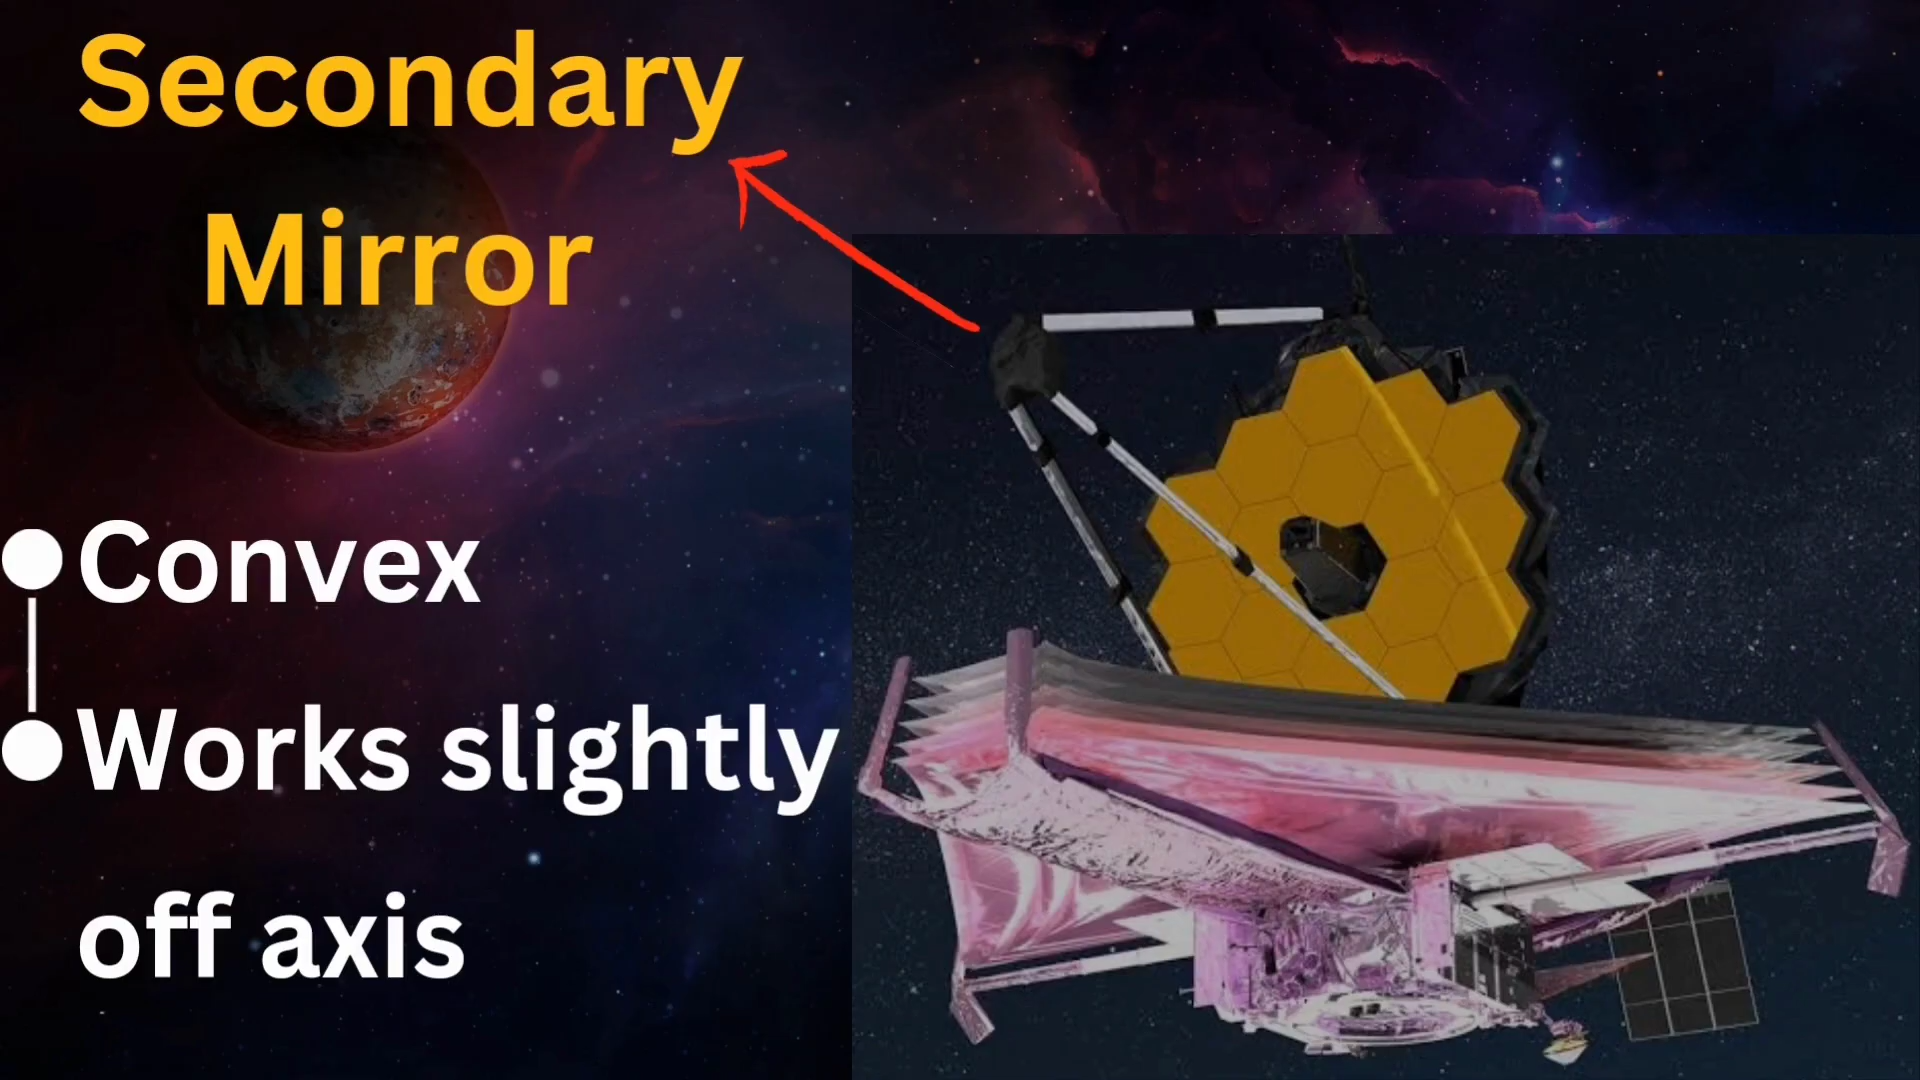 Secondary
Mirror
Convex
Works slightly
off axis